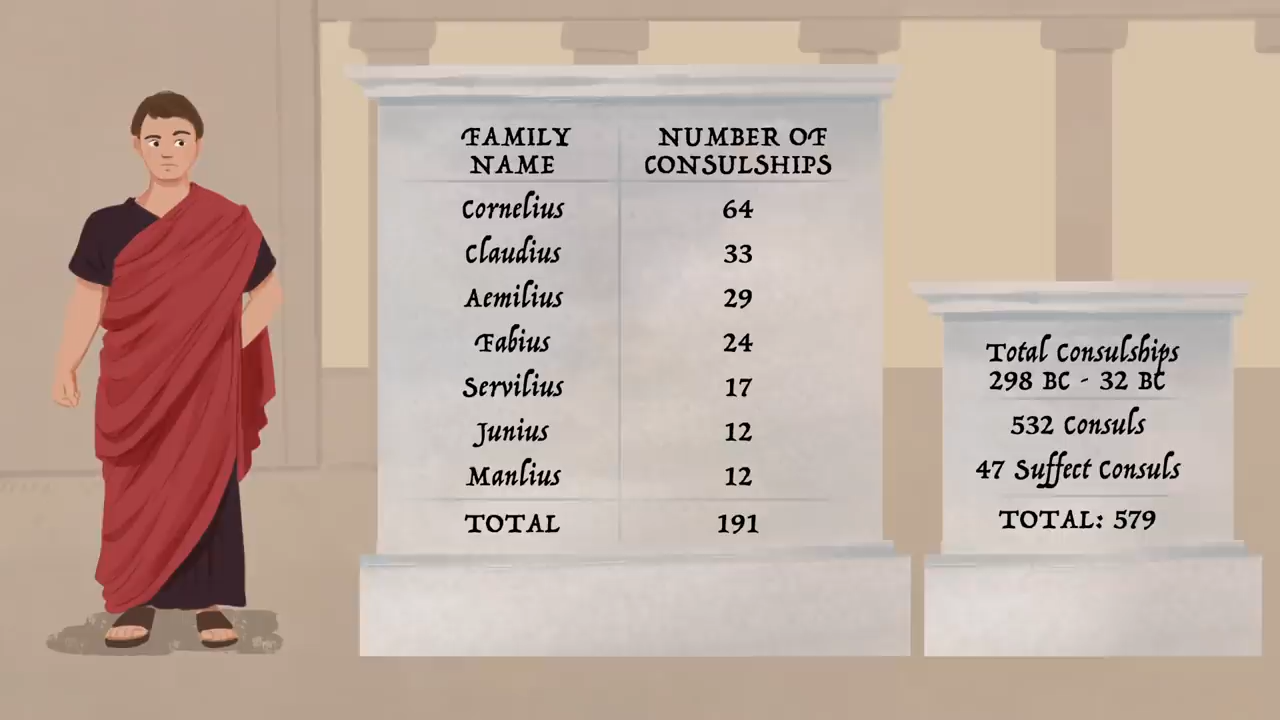 FAMILY NAME NUMBER OF CONSULSHIPS
Cornelius 64
Claudius 33
Aemilius 29
Fabius 24
Servilius 17
Junius 12
Manlius 12
TOTAL 191
Total Consulships
298 BC - 32 BC
532 Consuls
47 Suffect Consuls
TOTAL: 579